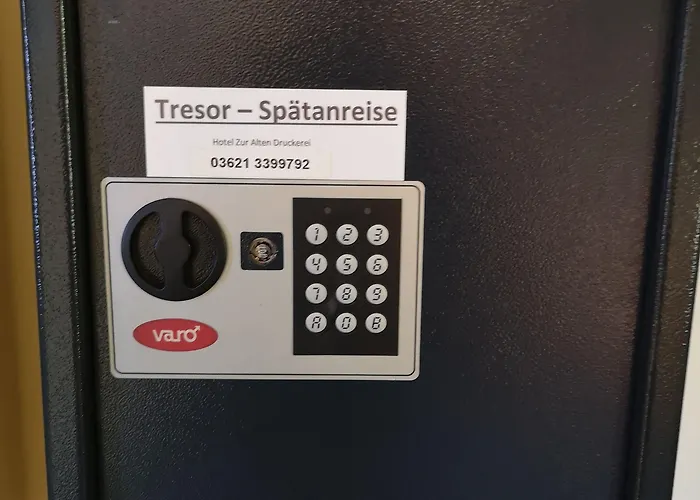 Tresor – Spätanreise
Hotel Zur Alten Druckerei
03621 3399792
1 2 3
4 5 6
7 8 9
A 0 B
varo